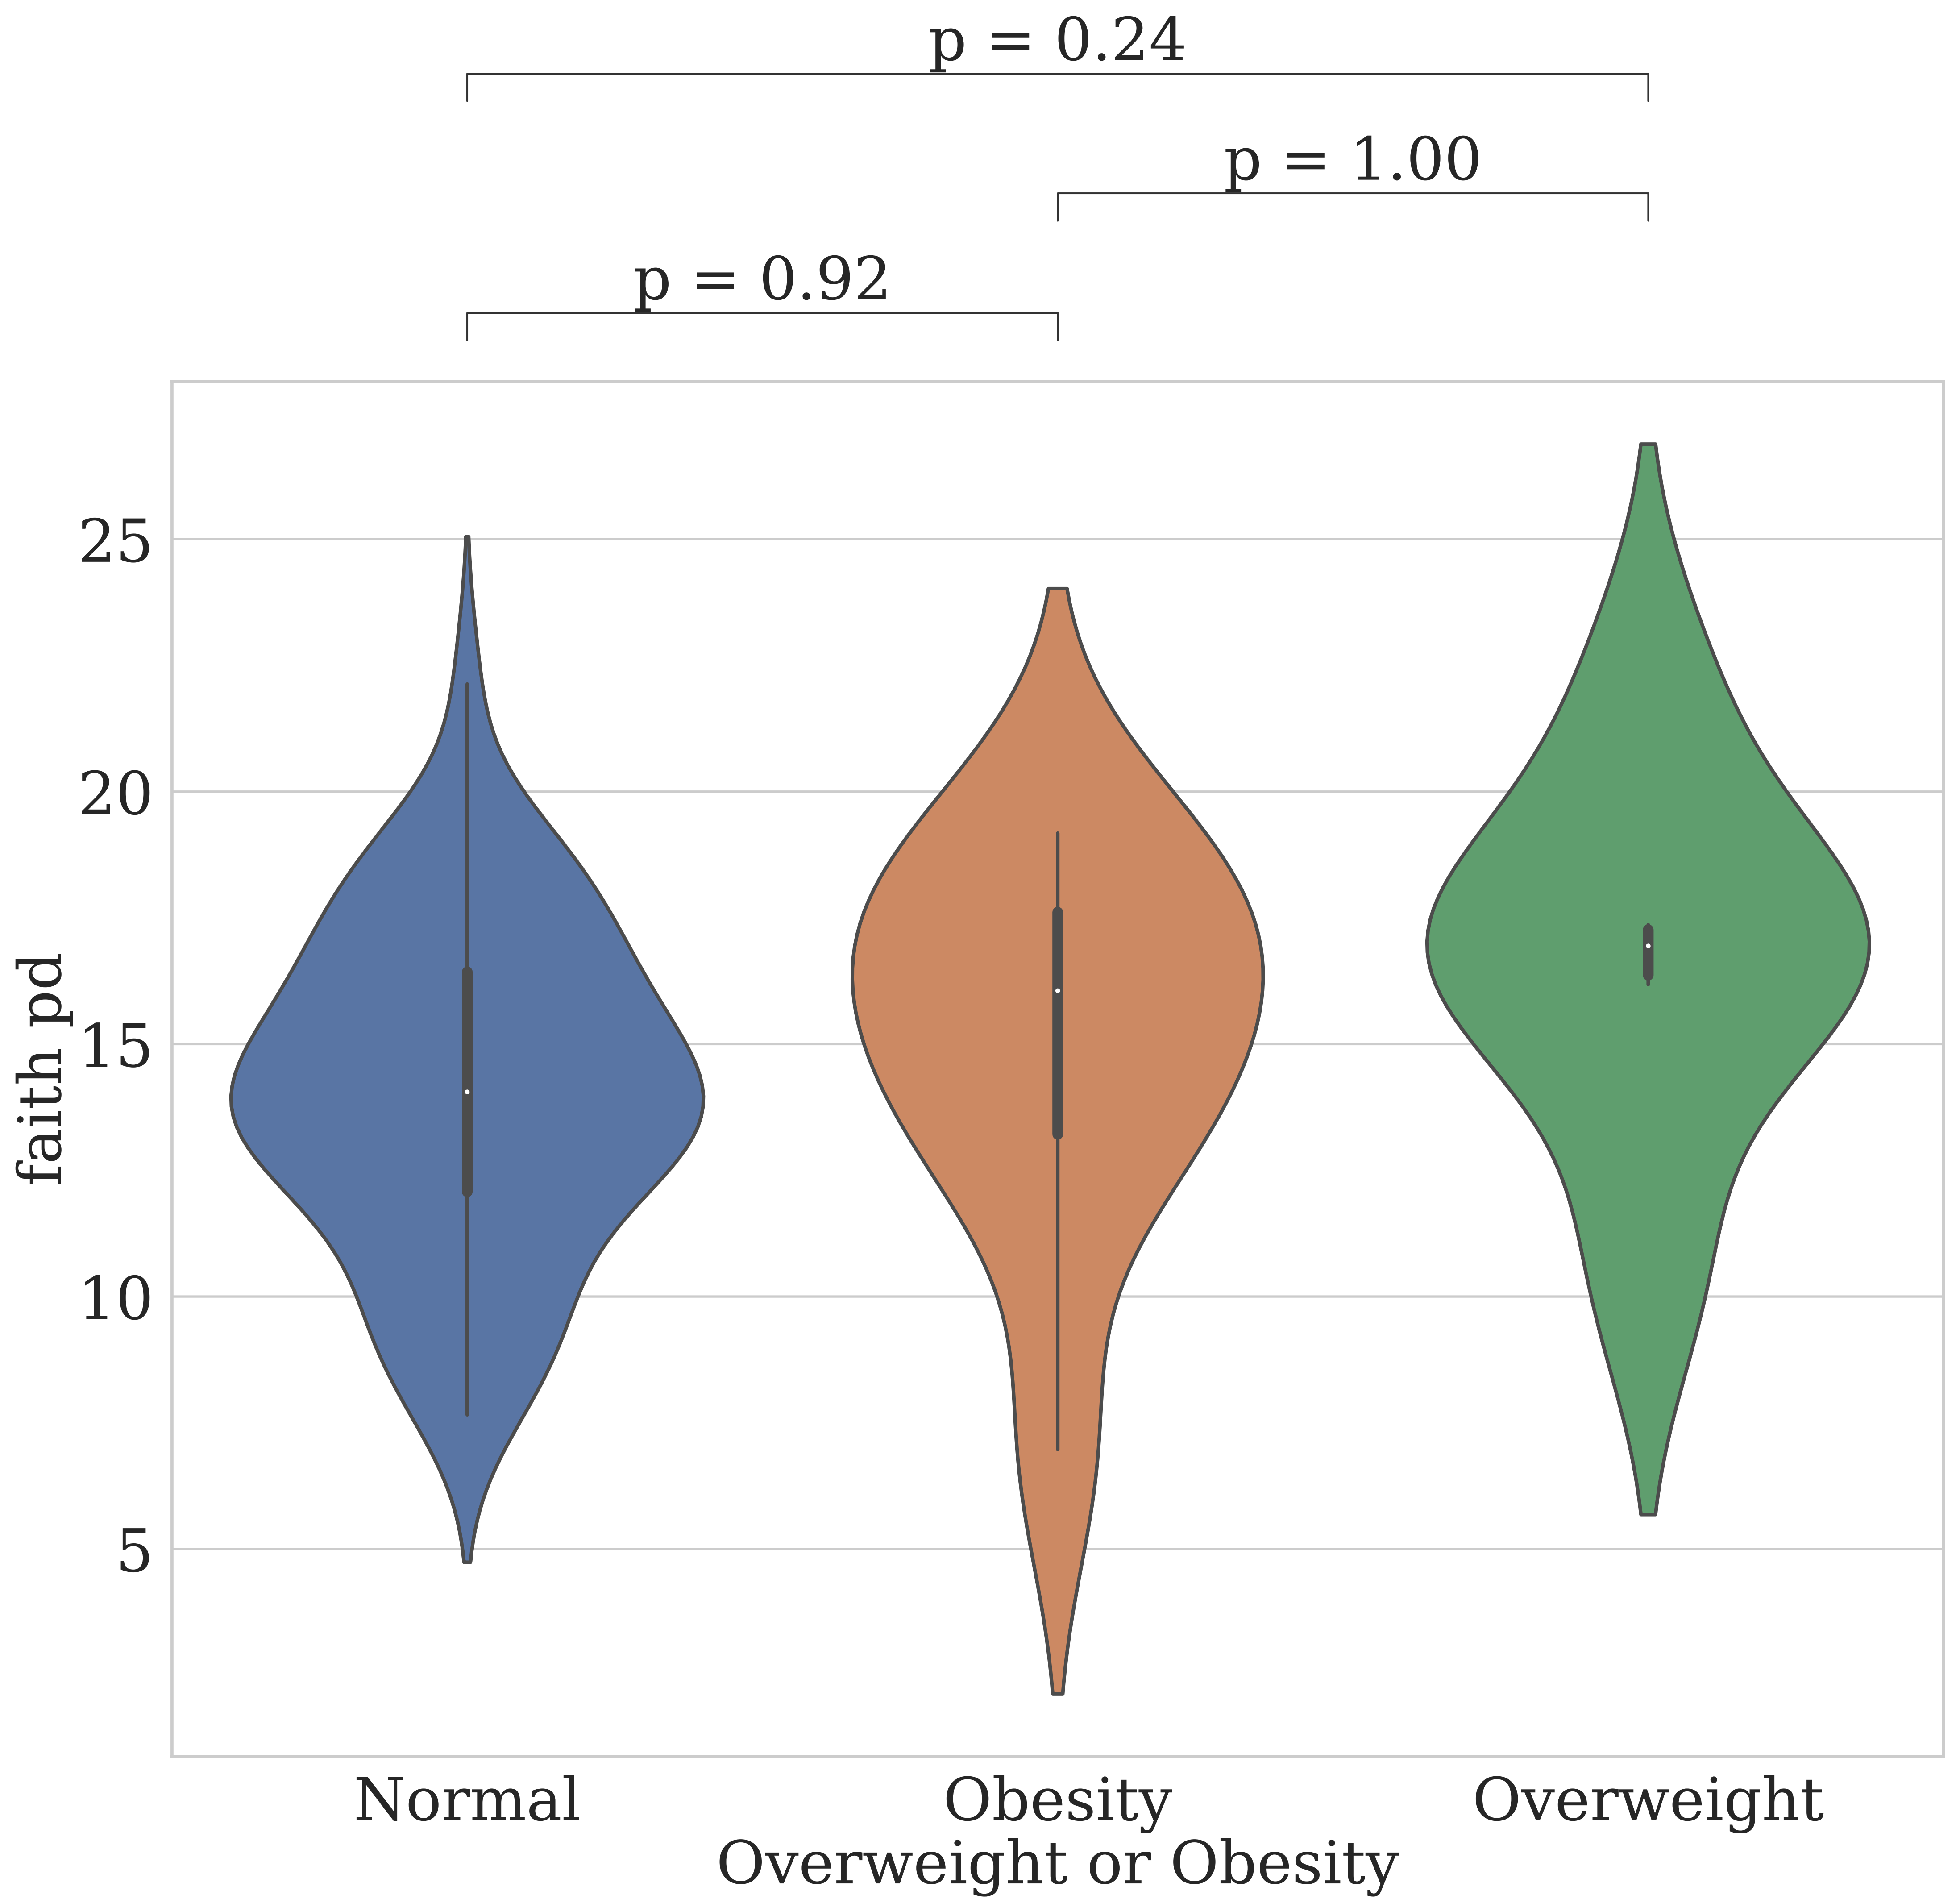 p = 0.24
p = 1.00
p = 0.92
25
20
15
10
5
faith pd
Normal
Obesity
Overweight
Overweight or Obesity